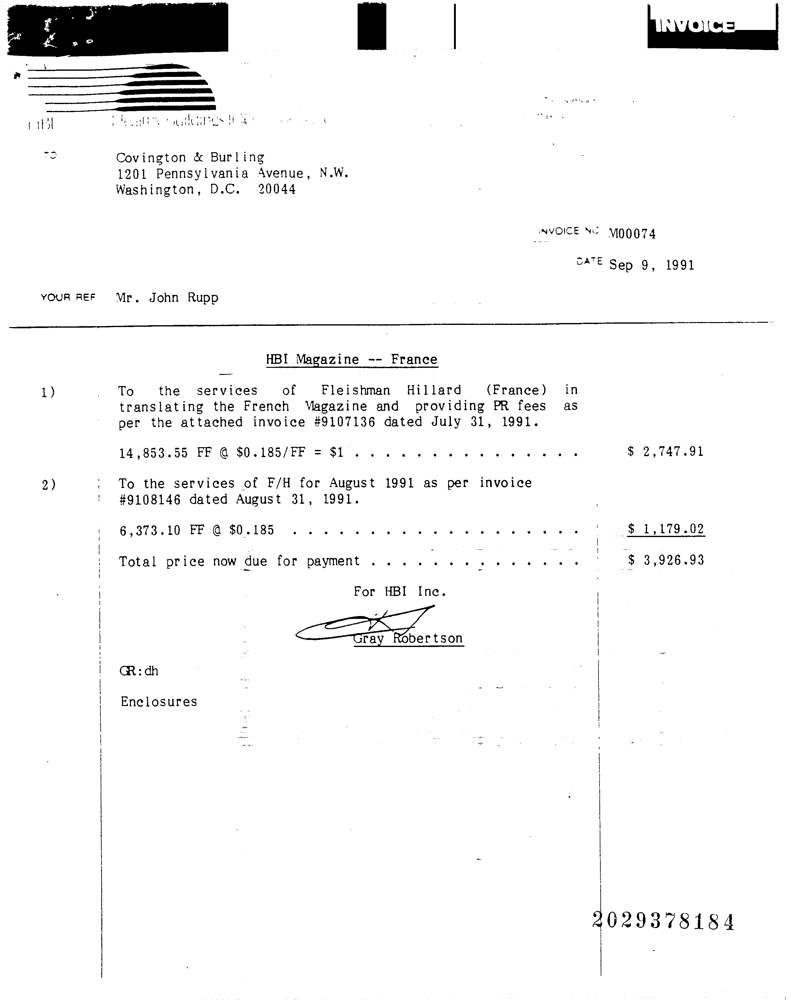 INVOICE
HBI
TO
Covington & Burling
1201 Pennsylvania Avenue, N.W.
Washington, D.C. 20044
INVOICE NO M00074
DATE Sep 9, 1991
YOUR REF Mr. John Rupp
HBI Magazine -- France
1) To the services of Fleishman Hillard (France) in
translating the French Magazine and providing PR fees as
per the attached invoice #9107136 dated July 31, 1991.
14,853.55 FF @ $0.185/FF = $1 . . . . . . . . . . . . . . . $ 2,747.91
2) To the services of F/H for August 1991 as per invoice
#9108146 dated August 31, 1991.
6,373.10 FF @ $0.185 . . . . . . . . . . . . . . . . . . . $ 1,179.02
Total price now due for payment . . . . . . . . . . . . . . $ 3,926.93
For HBI Inc.
Gray Robertson
GR:dh
Enclosures
2029378184